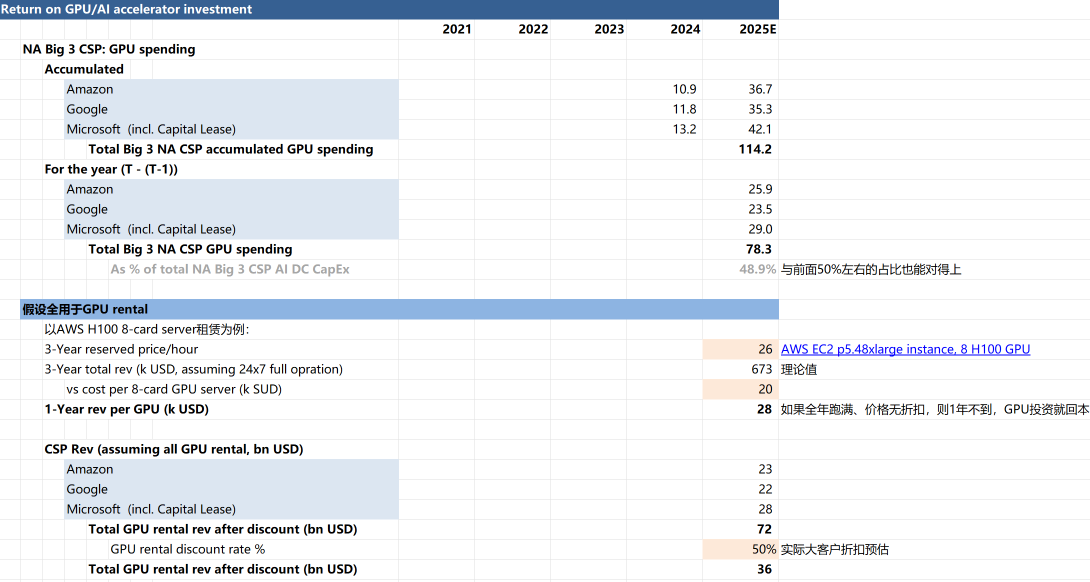 Return on GPU/AI accelerator investment
2021 2022 2023 2024 2025E
NA Big 3 CSP: GPU spending
Accumulated
Amazon 10.9 36.7
Google 11.8 35.3
Microsoft (incl. Capital Lease) 13.2 42.1
Total Big 3 NA CSP accumulated GPU spending 114.2
For the year (T - (T-1))
Amazon 25.9
Google 23.5
Microsoft (incl. Capital Lease) 29.0
Total Big 3 NA CSP GPU spending 78.3
As % of total NA Big 3 CSP AI DC CapEx 48.9% 与前面50%左右的占比也能对得上
假设全用于GPU rental
以AWS H100 8-card server租赁为例：
3-Year reserved price/hour 26 AWS EC2 p5.48xlarge instance, 8 H100 GPU
3-Year total rev (k USD, assuming 24x7 full opration) 673 理论值
vs cost per 8-card GPU server (k SUD) 20
1-Year rev per GPU (k USD) 28 如果全年跑满、价格无折扣，则1年不到，GPU投资就回本
CSP Rev (assuming all GPU rental, bn USD)
Amazon 23
Google 22
Microsoft (incl. Capital Lease) 28
Total GPU rental rev after discount (bn USD) 72
GPU rental discount rate % 50% 实际大客户折扣预估
Total GPU rental rev after discount (bn USD) 36